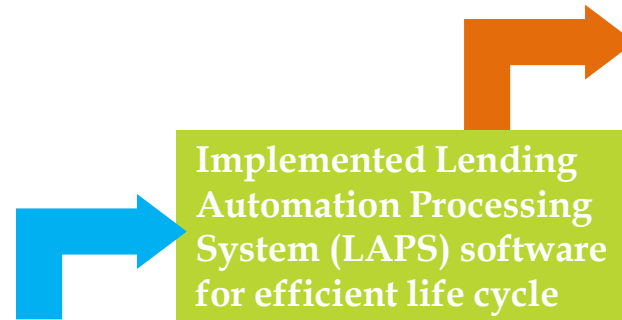 Implemented Lending
Automation Processing
System (LAPS) software
for efficient life cycle